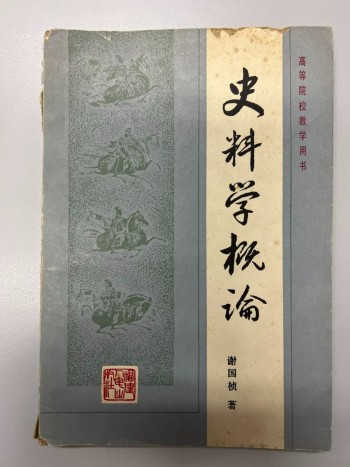 高等院校教学用书
史料学概论
谢国桢 著